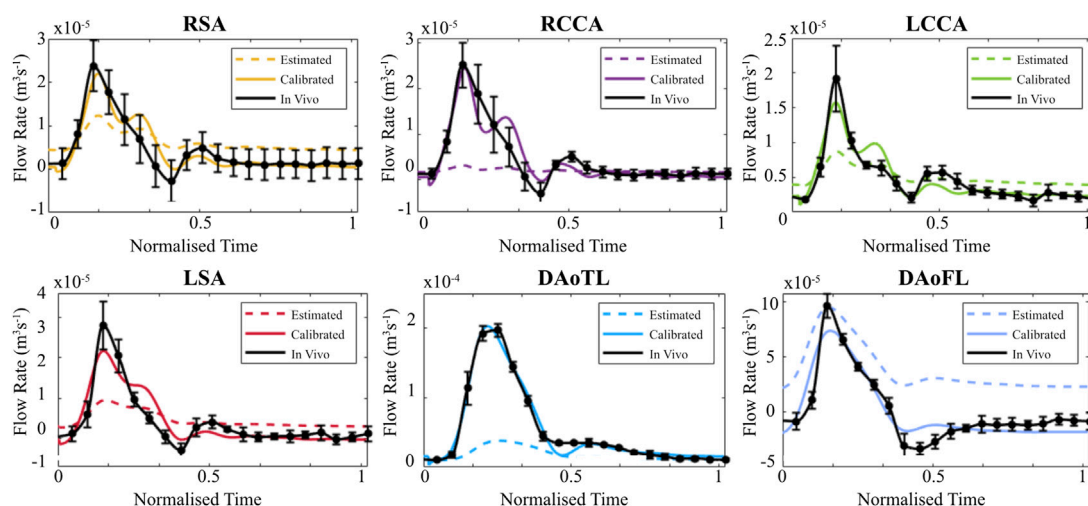 RSA
x10-5
3
2
1
0
-1
Flow Rate (m3s-1)
Estimated
Calibrated
In Vivo
0
0.5
1
Normalised Time
RCCA
x10-5
3
2
1
0
-1
Flow Rate (m3s-1)
Estimated
Calibrated
In Vivo
0
0.5
1
Normalised Time
LCCA
x10-5
2.5
2
1.5
1
0.5
0
Flow Rate (m3s-1)
Estimated
Calibrated
In Vivo
0
0.5
1
Normalised Time
LSA
x10-5
4
3
2
1
0
-1
Flow Rate (m3s-1)
Estimated
Calibrated
In Vivo
0
0.5
1
Normalised Time
DAoTL
x10-4
2
1
0
Flow Rate (m3s-1)
Estimated
Calibrated
In Vivo
0
0.5
1
Normalised Time
DAoFL
x10-5
10
5
0
-5
Flow Rate (m3s-1)
Estimated
Calibrated
In Vivo
0
0.5
1
Normalised Time